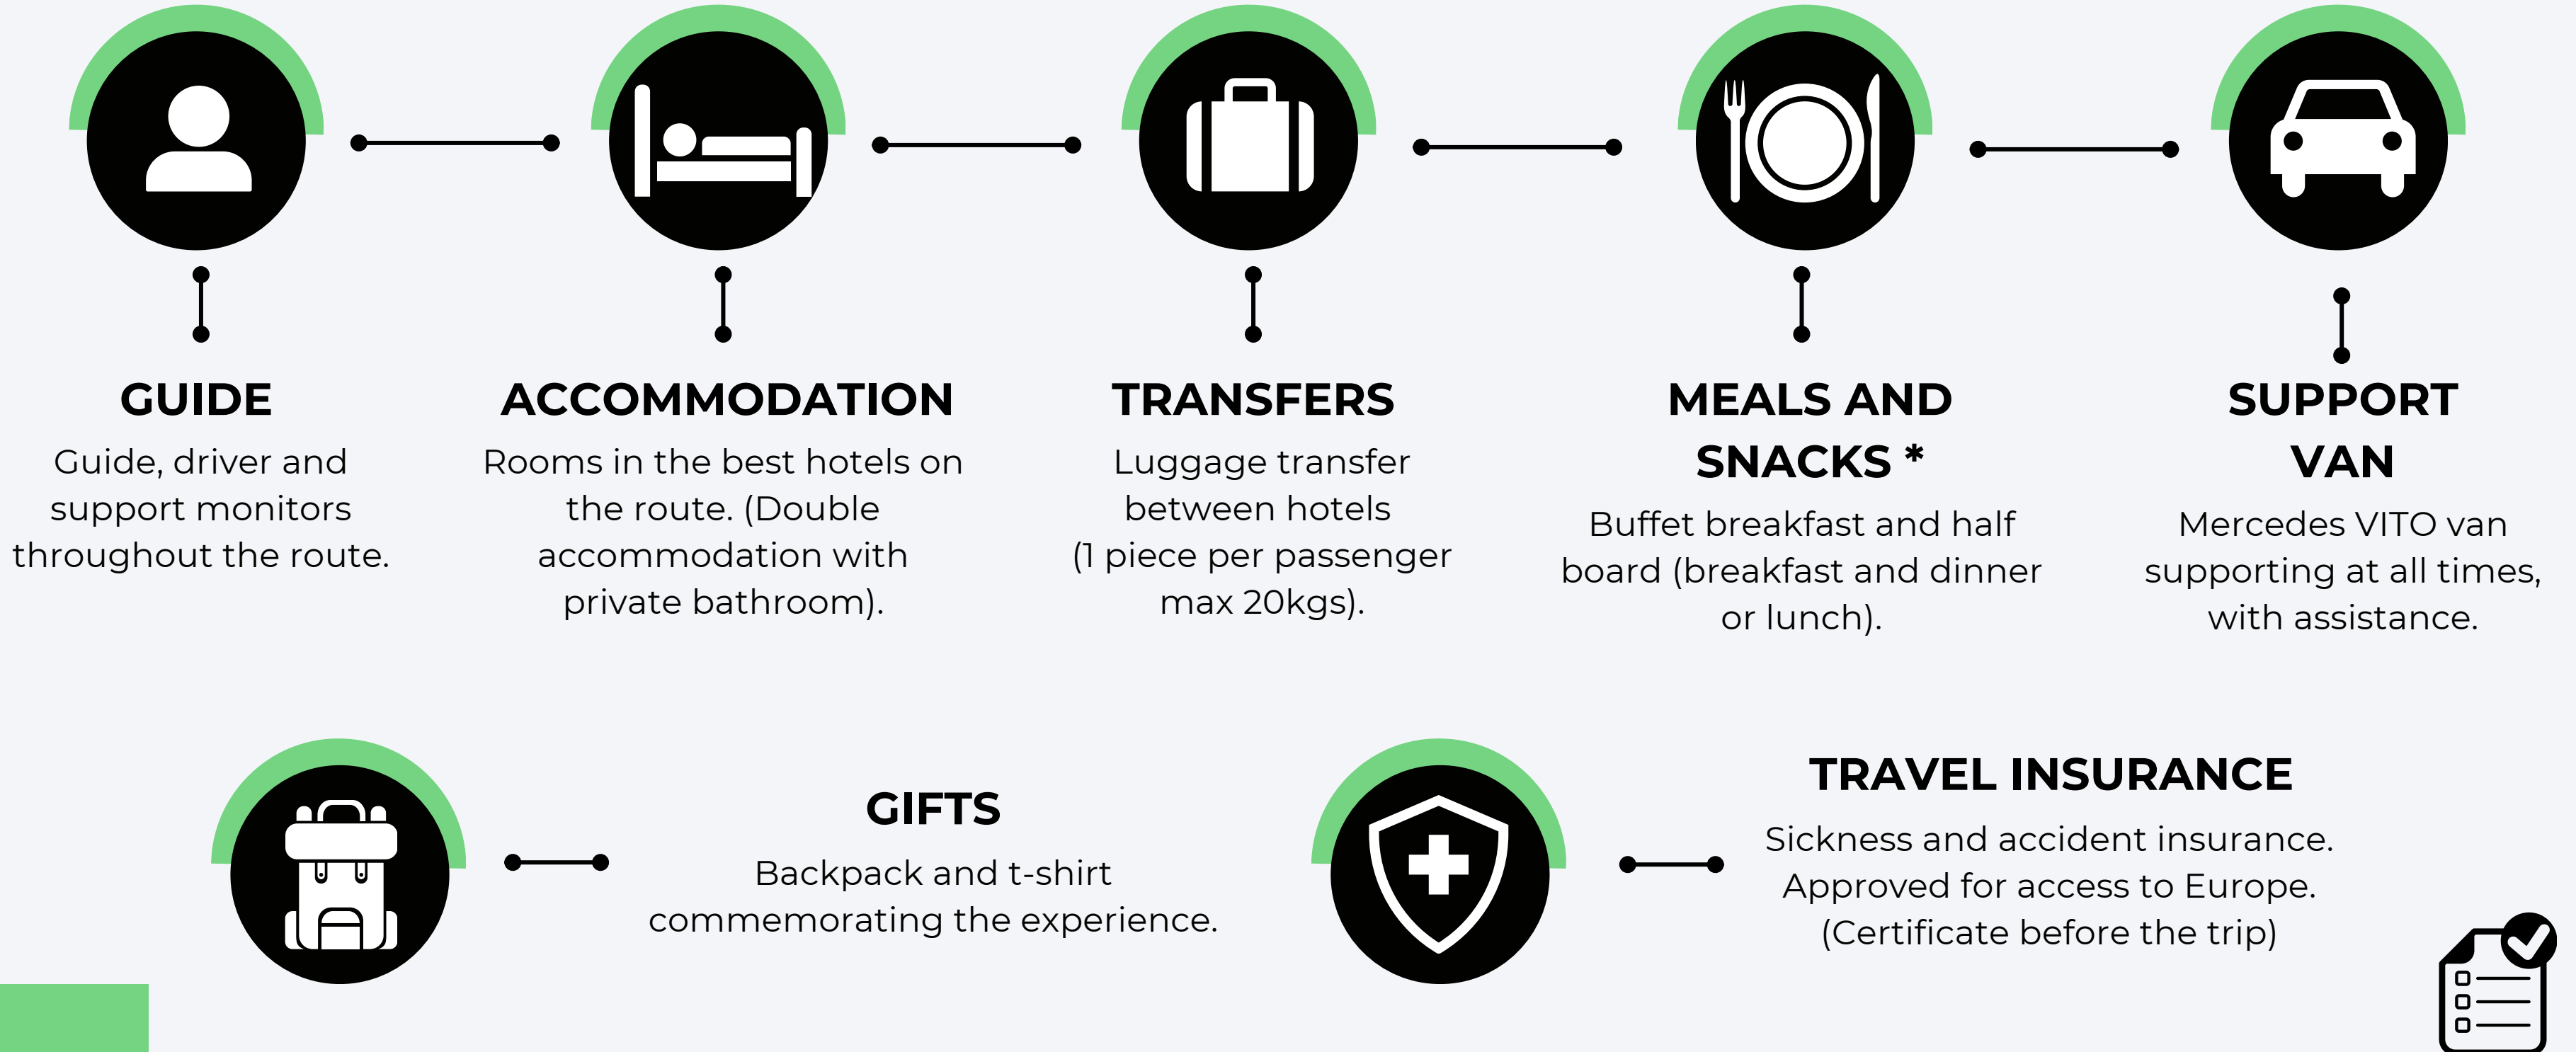 GUIDE
Guide, driver and
support monitors
throughout the route.
ACCOMMODATION
Rooms in the best hotels on
the route. (Double
accommodation with
private bathroom).
TRANSFERS
Luggage transfer
between hotels
(1 piece per passenger
max 20kgs).
MEALS AND
SNACKS *
Buffet breakfast and half
board (breakfast and dinner
or lunch).
SUPPORT
VAN
Mercedes VITO van
supporting at all times,
with assistance.
GIFTS
Backpack and t-shirt
commemorating the experience.
TRAVEL INSURANCE
Sickness and accident insurance.
Approved for access to Europe.
(Certificate before the trip)